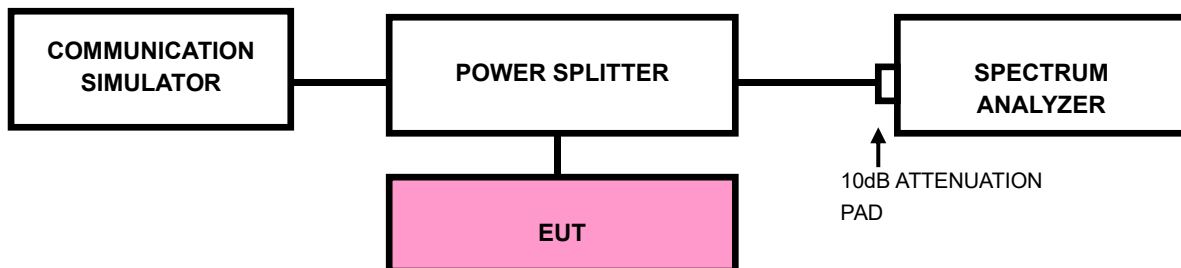 COMMUNICATION
SIMULATOR
POWER SPLITTER
SPECTRUM
ANALYZER
10dB ATTENUATION
PAD
EUT